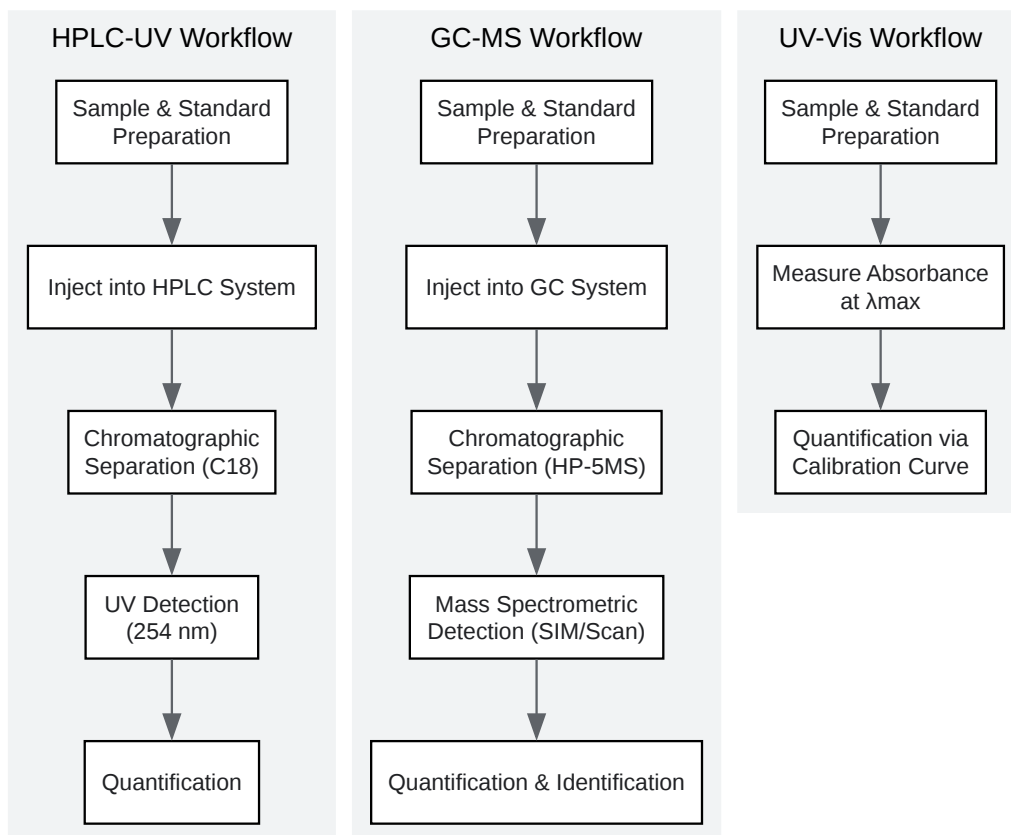 HPLC-UV Workflow
Sample & Standard
Preparation
Inject into HPLC System
Chromatographic
Separation (C18)
UV Detection
(254 nm)
Quantification
GC-MS Workflow
Sample & Standard
Preparation
Inject into GC System
Chromatographic
Separation (HP-5MS)
Mass Spectrometric
Detection (SIM/Scan)
Quantification & Identification
UV-Vis Workflow
Sample & Standard
Preparation
Measure Absorbance
at λmax
Quantification via
Calibration Curve